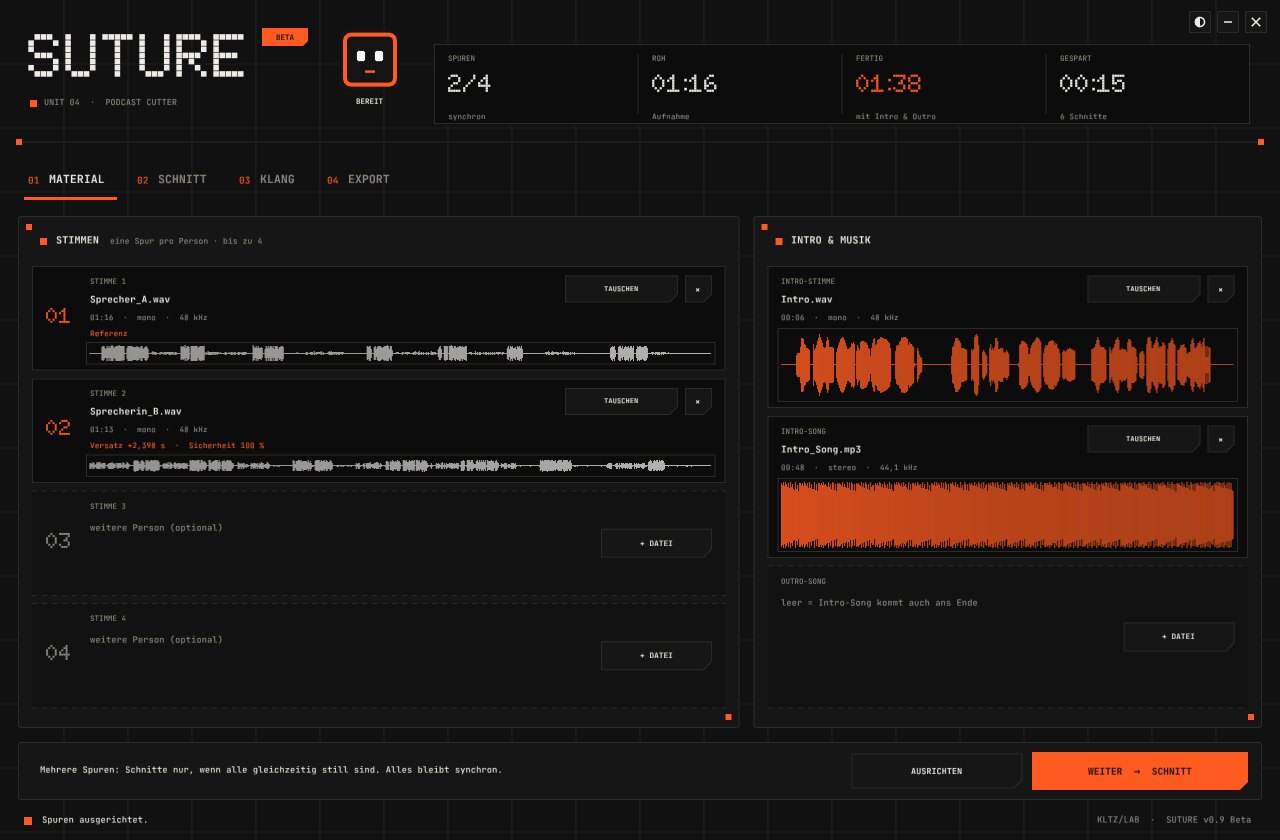 SUTURE
BETA
UNIT 04 · PODCAST CUTTER
BEREIT
SPUREN
2/4
synchron
ROH
01:16
Aufnahme
FERTIG
01:38
mit Intro & Outro
GESPART
00:15
6 Schnitte
01 MATERIAL
02 SCHNITT
03 KLANG
04 EXPORT
STIMMEN eine Spur pro Person · bis zu 4
01
STIMME 1
Sprecher_A.wav
01:16 · mono · 48 kHz
Referenz
TAUSCHEN
×
02
STIMME 2
Sprecherin_B.wav
01:13 · mono · 48 kHz
Versatz +2,398 s · Sicherheit 100 %
TAUSCHEN
×
03
STIMME 3
weitere Person (optional)
+ DATEI
04
STIMME 4
weitere Person (optional)
+ DATEI
INTRO & MUSIK
INTRO-STIMME
Intro.wav
00:06 · mono · 48 kHz
TAUSCHEN
×
INTRO-SONG
Intro_Song.mp3
00:48 · stereo · 44,1 kHz
TAUSCHEN
×
OUTRO-SONG
leer = Intro-Song kommt auch ans Ende
+ DATEI
Mehrere Spuren: Schnitte nur, wenn alle gleichzeitig still sind. Alles bleibt synchron.
AUSRICHTEN
WEITER → SCHNITT
Spuren ausgerichtet.
KLTZ/LAB · SUTURE v0.9 Beta